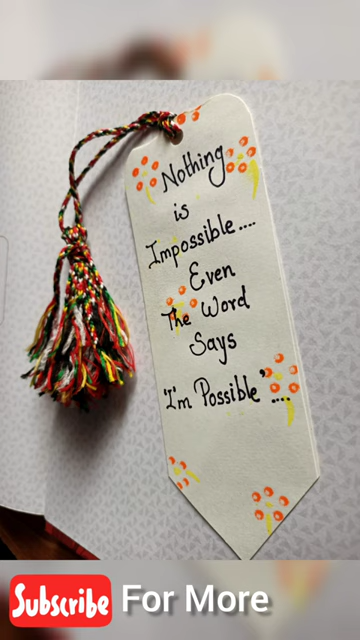 Nothing
is
Impossible....
Even
The Word
Says
'I'm Possible'....
Subscribe For More